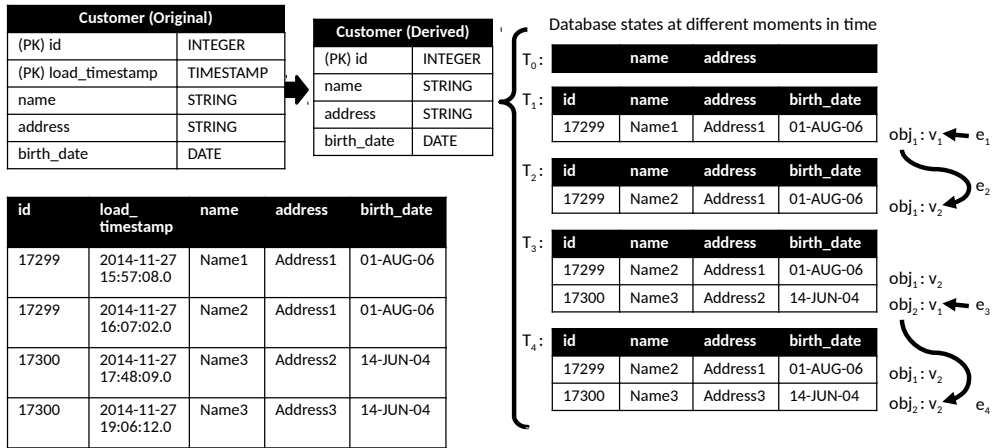 Customer (Original)
(PK) id INTEGER
(PK) load_timestamp TIMESTAMP
name STRING
address STRING
birth_date DATE
Customer (Derived)
(PK) id INTEGER
name STRING
address STRING
birth_date DATE
id load_ name address birth_date
timestamp
17299 2014-11-27 Name1 Address1 01-AUG-06
15:57:08.0
17299 2014-11-27 Name2 Address1 01-AUG-06
16:07:02.0
17300 2014-11-27 Name3 Address2 14-JUN-04
17:48:09.0
17300 2014-11-27 Name3 Address3 14-JUN-04
19:06:12.0
Database states at different moments in time
T₀: name address
T₁: id name address birth_date
17299 Name1 Address1 01-AUG-06 obj₁: v₁ e₁
T₂: id name address birth_date
e₂
17299 Name2 Address1 01-AUG-06 obj₁: v₂
T₃: id name address birth_date
17299 Name2 Address1 01-AUG-06 obj₁: v₂
17300 Name3 Address2 14-JUN-04 obj₂: v₁ e₃
T₄: id name address birth_date
17299 Name2 Address1 01-AUG-06 obj₁: v₂
17300 Name3 Address3 14-JUN-04 obj₂: v₂ e₄